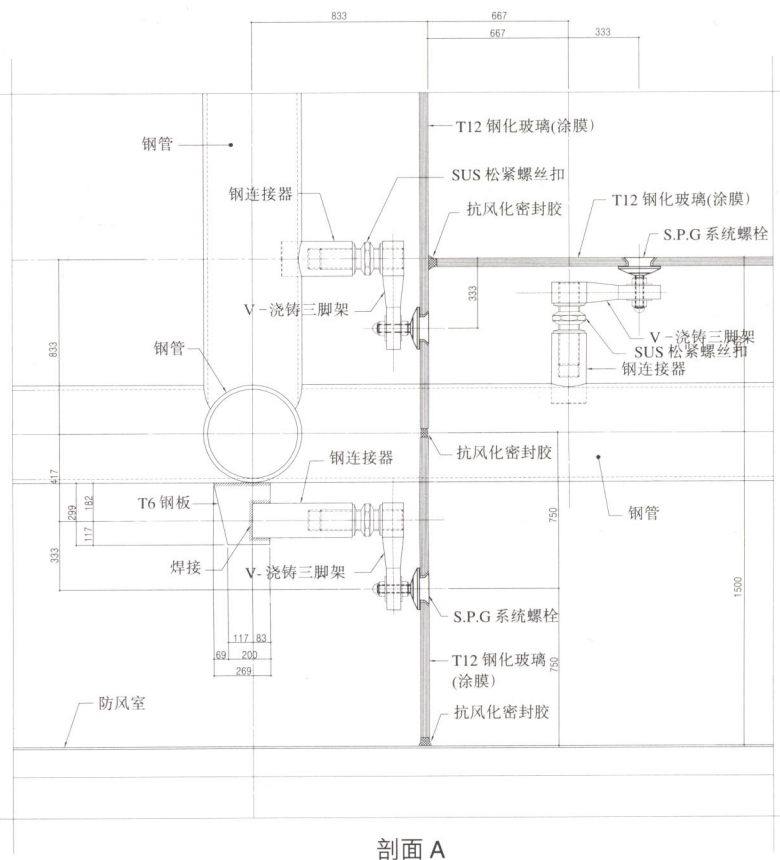 833
667
667
333
T12 钢化玻璃(涂膜)
钢管
SUS 松紧螺丝扣
钢连接器
抗风化密封胶
T12 钢化玻璃(涂膜)
S.P.G 系统螺栓
333
V-浇铸三脚架
V-浇铸三脚架
SUS 松紧螺丝扣
钢连接器
833
钢管
抗风化密封胶
钢连接器
417
T6 钢板
182
299
117
钢管
750
焊接
V-浇铸三脚架
333
1500
S.P.G 系统螺栓
117 83
69 200
269
T12 钢化玻璃
(涂膜)
750
防风室
抗风化密封胶
剖面 A